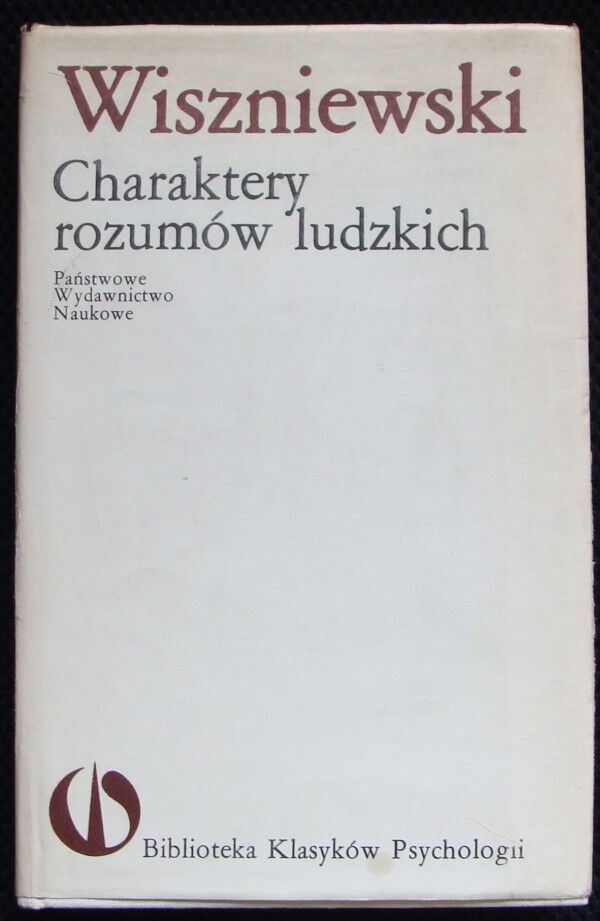 Wiszniewski
Charaktery
rozumów ludzkich
Państwowe
Wydawnictwo
Naukowe
Biblioteka Klasyków Psychologii